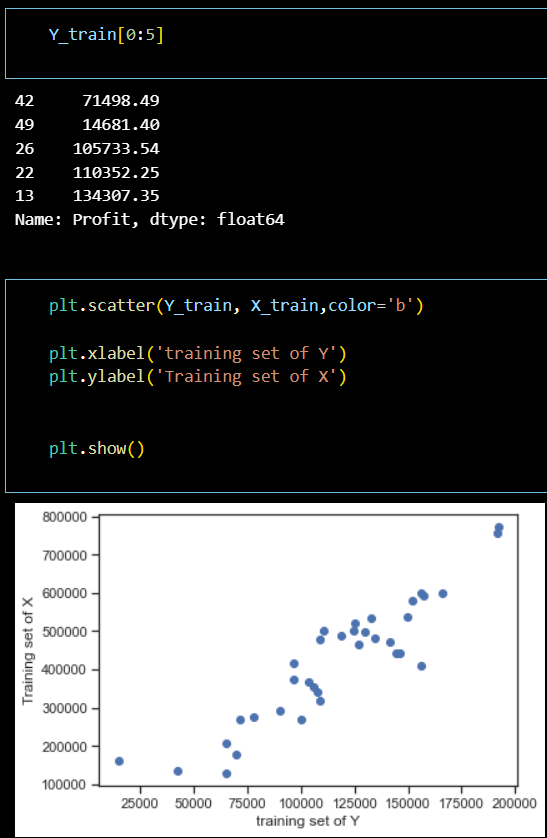 Y_train[0:5]
42     71498.49
49     14681.40
26    105733.54
22    110352.25
13    134307.35
Name: Profit, dtype: float64
plt.scatter(Y_train, X_train,color='b')
plt.xlabel('training set of Y')
plt.ylabel('Training set of X')
plt.show()
800000
700000
600000
500000
400000
300000
200000
100000
Training set of X
25000 50000 75000 100000 125000 150000 175000 200000
training set of Y